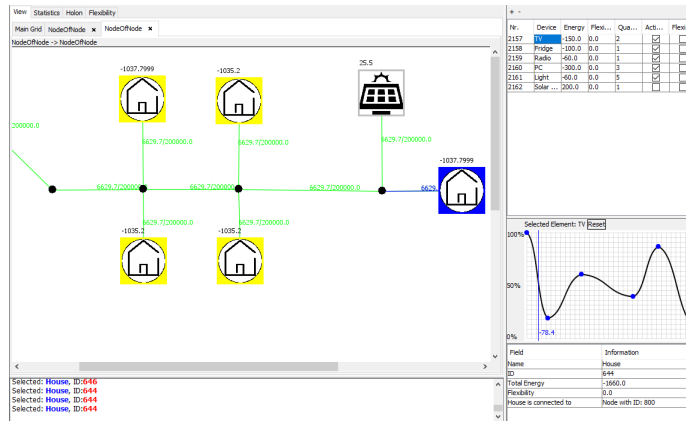 View Statistics Holon Flexibility
Main Grid NodeOfNode × NodeOfNode ×
NodeOfNode -> NodeOfNode
-1037.7999
-1035.2
25.5
200000.0
6629.7/200000.0
6629.7/200000.0
6629.7/200000.0
-1037.7999
6629.7/200000.0
6629.7/200000.0
6629.7/200000.0
6629.
6629.7/200000.0
6629.7/200000.0
-1035.2
-1035.2
Selected: House, ID:646
Selected: House, ID:644
Selected: House, ID:644
Selected: House, ID:644
+ -
Nr. Device Energy Flexi... Qua... Acti... Flexi
2157 TV -150.0 0.0 2
2158 Fridge -100.0 0.0 1
2159 Radio -60.0 0.0 1
2160 PC -300.0 0.0 3
2161 Light -60.0 0.0 5
2162 Solar ... 200.0 0.0 1
Selected Element: TV Reset
100%
50%
0%
-78.4
Field Information
Name House
ID 644
Total Energy -1660.0
Flexibility 0.0
House is connected to Node with ID: 800